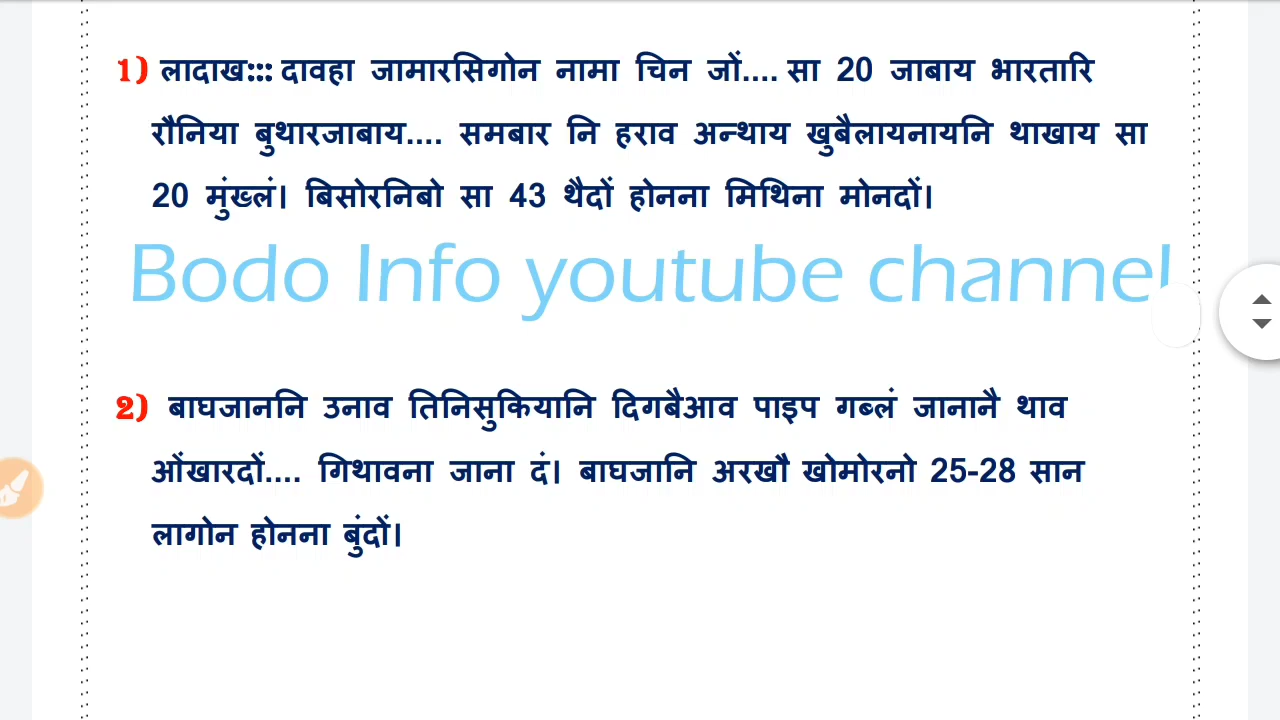 1) लादाख::: दावहा जामारसिगोन नामा चिन जों.... सा 20 जाबाय भारतारि
रौनिया बुथारजाबाय.... समबार नि हराव अन्थाय खुबैलायनायनि थाखाय सा
20 मुंख्लं। बिसोरनिबो सा 43 थैदों होनना मिथिना मोनदों।
Bodo Info youtube channel
2) बाघजाननि उनाव तिनिसुकियानि दिगबैआव पाइप गब्लं जानानै थाव
ओंखारदों.... गिथावना जाना दं। बाघजानि अरखौ खोमोरनो 25-28 सान
लागोन होनना बुंदों।